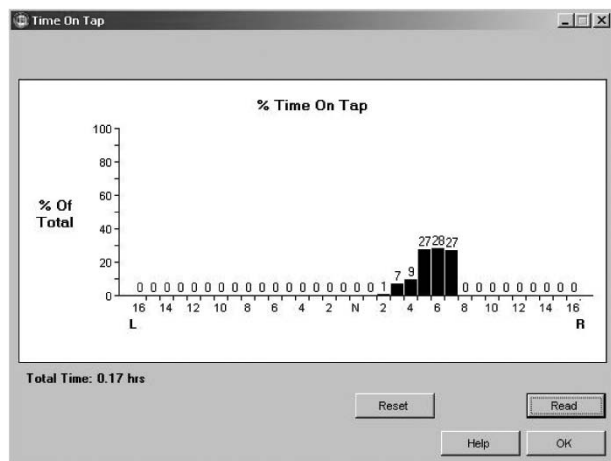 Time On Tap
% Time On Tap
100
80
60
% Of
Total
40
20
0
0 0 0 0 0 0 0 0 0 0 0 0 0 0 0 0 0 0 1 7 9 27 28 27 0 0 0 0 0 0 0 0 0
16 14 12 10 8 6 4 2 N 2 4 6 8 10 12 14 16
L R
Total Time: 0.17 hrs
Reset Read
Help OK